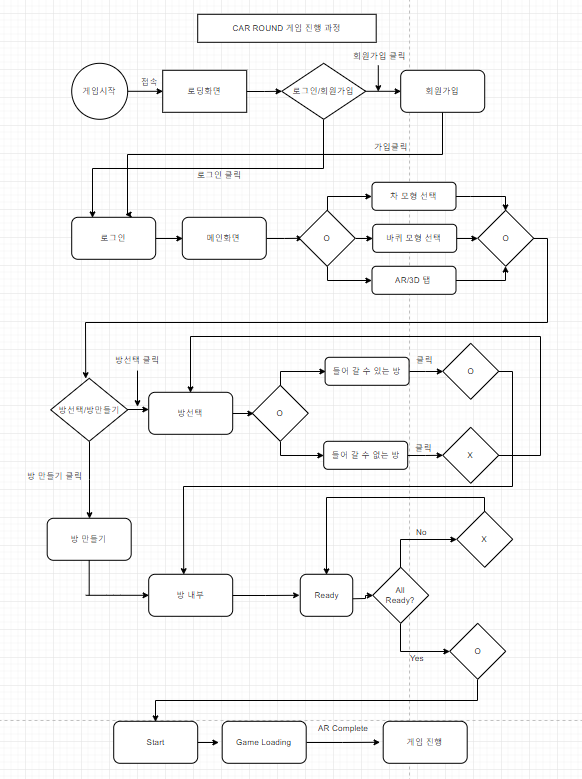 CAR ROUND 게임 진행 과정
회원가입 클릭
게임시작
접속
로딩화면
로그인/회원가입
회원가입
가입클릭
로그인 클릭
로그인
메인화면
O
차 모형 선택
바퀴 모형 선택
AR/3D 탭
O
방선택 클릭
방선택/방만들기
방선택
O
들어 갈 수 있는 방
클릭
O
들어 갈 수 없는 방
클릭
X
방 만들기 클릭
방 만들기
No
X
방 내부
Ready
All
Ready?
Yes
O
Start
Game Loading
AR Complete
게임 진행